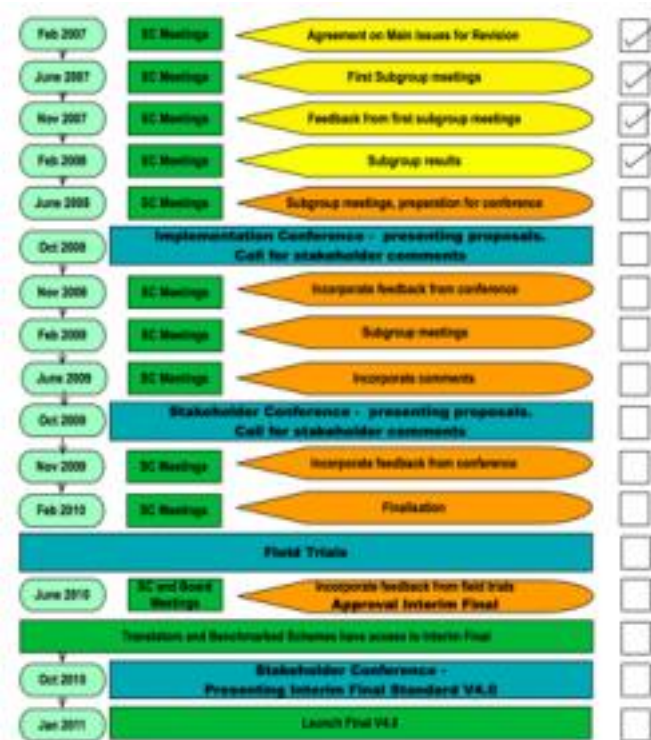 Feb 2007 SC Meetings Agreement on Main Issues for Revision
June 2007 SC Meetings First Subgroup meetings
Nov 2007 SC Meetings Feedback from first subgroup meetings
Feb 2008 SC Meetings Subgroup results
June 2008 SC Meetings Subgroup meetings, preparation for conference
Oct 2008 Implementation Conference - presenting proposals.
Call for stakeholder comments
Nov 2008 SC Meetings Incorporate feedback from conference
Feb 2009 SC Meetings Subgroup meetings
June 2009 SC Meetings Incorporate comments
Oct 2009 Stakeholder Conference - presenting proposals.
Call for stakeholder comments
Nov 2009 SC Meetings Incorporate feedback from conference
Feb 2010 SC Meetings Finalisation
Field Trials
June 2010 SC and Board Meetings Incorporate feedback from field trials
Approval Interim Final
Translators and Benchmarked Schemes have access to Interim Final
Oct 2010 Stakeholder Conference -
Presenting Interim Final Standard V4.0
Jan 2011 Launch Final V4.0